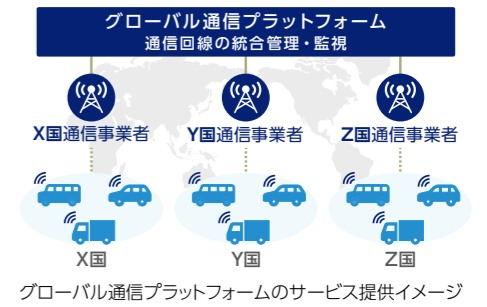 グローバル通信プラットフォーム
通信回線の統合管理・監視
X国通信事業者
Y国通信事業者
Z国通信事業者
X国
Y国
Z国
グローバル通信プラットフォームのサービス提供イメージ